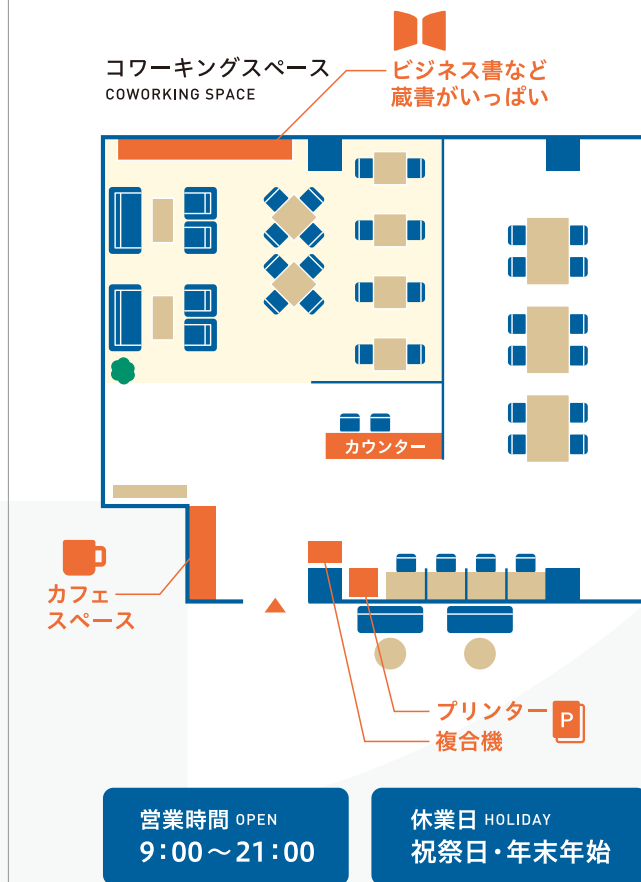 コワーキングスペース
COWORKING SPACE
ビジネス書など
蔵書がいっぱい
カウンター
カフェ
スペース
プリンター
P
複合機
営業時間 OPEN
9:00～21:00
休業日 HOLIDAY
祝祭日・年末年始